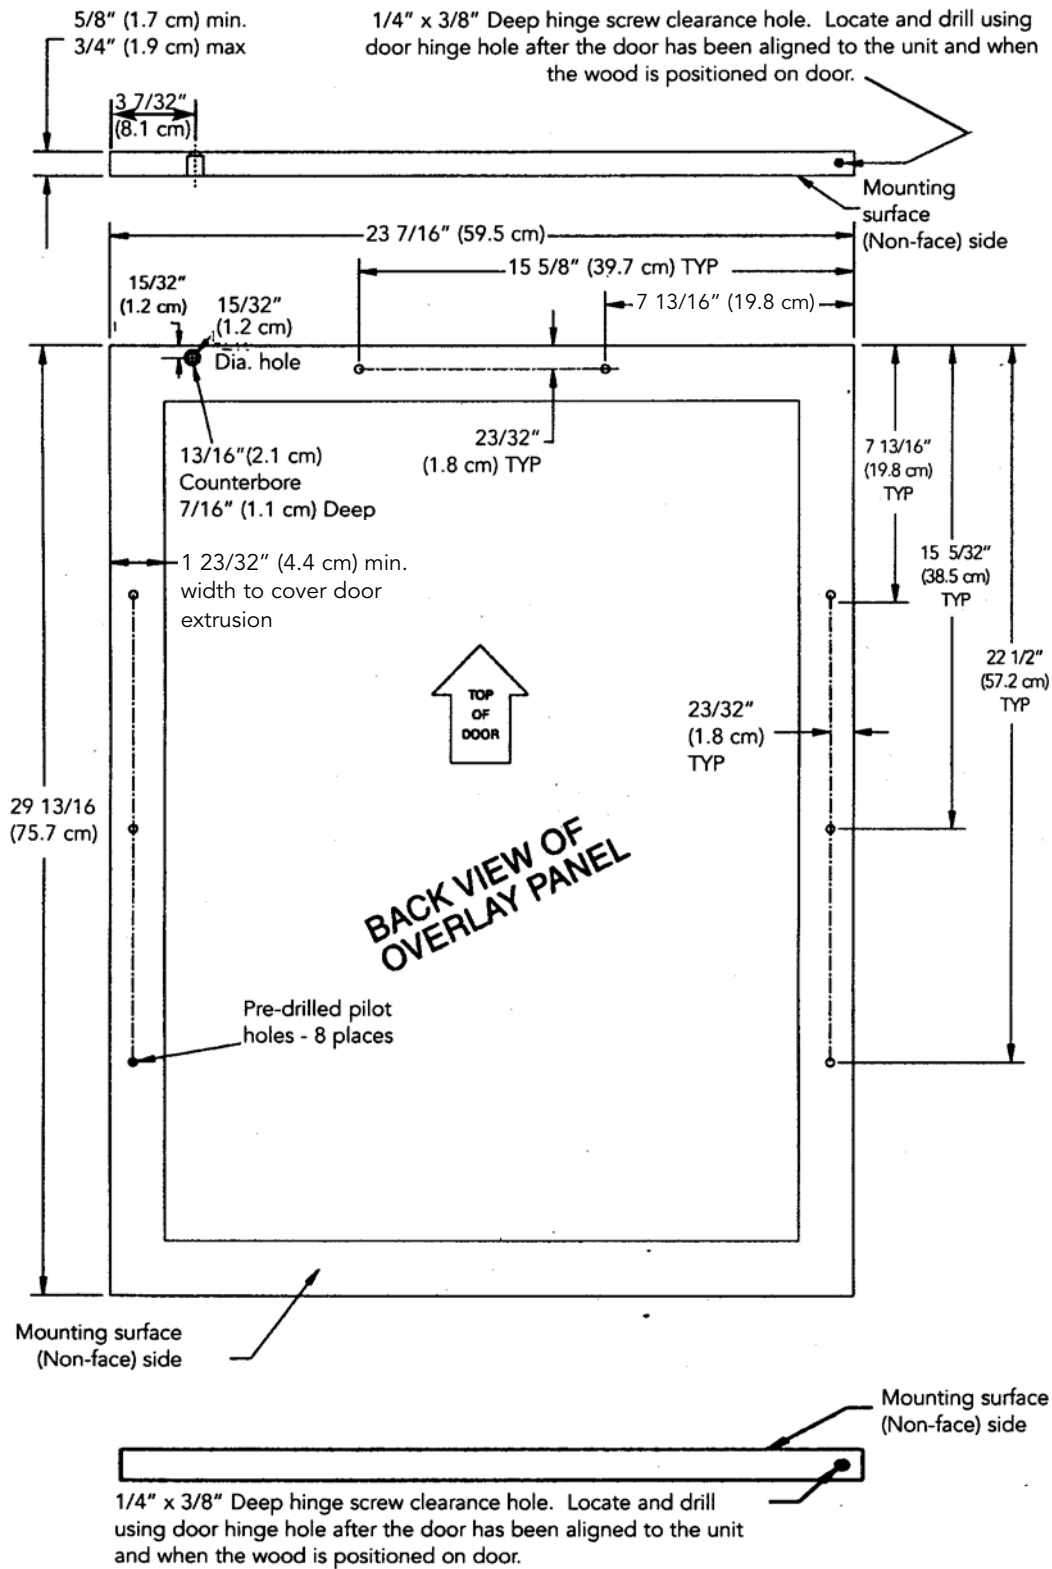 5/8" (1.7 cm) min.
3/4" (1.9 cm) max
1/4" x 3/8" Deep hinge screw clearance hole. Locate and drill using
door hinge hole after the door has been aligned to the unit and when
the wood is positioned on door.
3 7/32"
(8.1 cm)
Mounting
surface
(Non-face) side
23 7/16" (59.5 cm)
15 5/8" (39.7 cm) TYP
7 13/16" (19.8 cm)
15/32"
(1.2 cm)
15/32"
(1.2 cm)
Dia. hole
13/16"(2.1 cm)
Counterbore
7/16" (1.1 cm) Deep
23/32"
(1.8 cm) TYP
7 13/16"
(19.8 cm)
TYP
15 5/32"
(38.5 cm)
TYP
1 23/32" (4.4 cm) min.
width to cover door
extrusion
22 1/2"
(57.2 cm)
TYP
TOP
OF
DOOR
23/32"
(1.8 cm)
TYP
29 13/16
(75.7 cm)
BACK VIEW OF
OVERLAY PANEL
Pre-drilled pilot
holes - 8 places
Mounting surface
(Non-face) side
Mounting surface
(Non-face) side
1/4" x 3/8" Deep hinge screw clearance hole. Locate and drill
using door hinge hole after the door has been aligned to the unit
and when the wood is positioned on door.